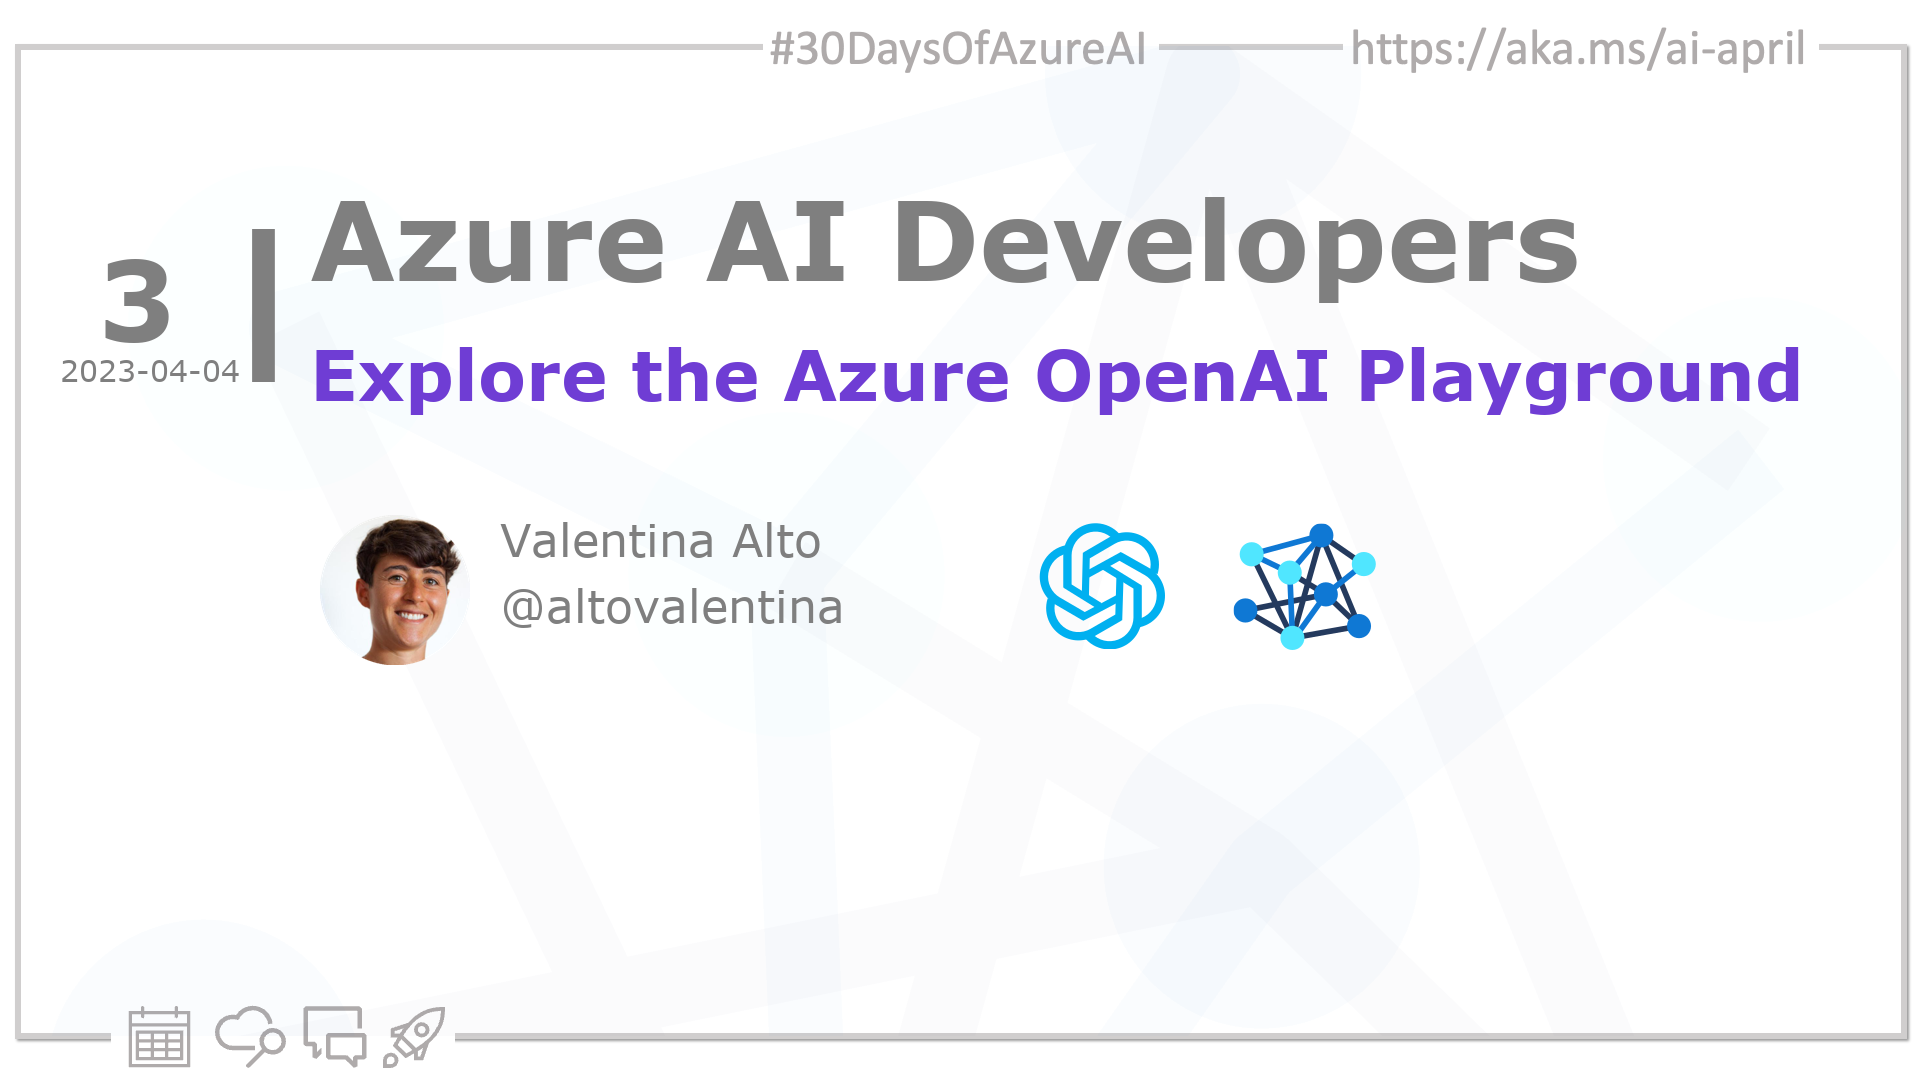 #30DaysOfAzureAI
https://aka.ms/ai-april
3
2023-04-04
Azure AI Developers
Explore the Azure OpenAI Playground
Valentina Alto
@altovalentina